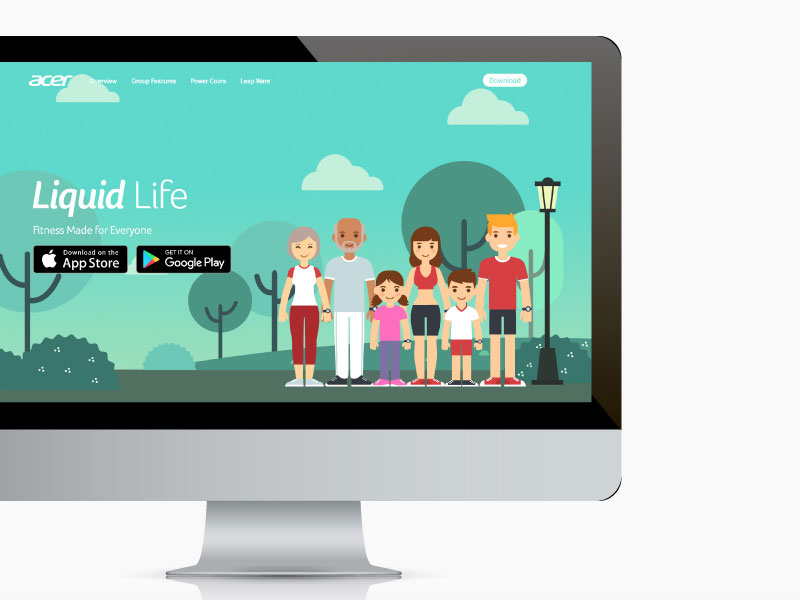 acer Overview Group Features Power Coins Leap Ware Download
Liquid Life
Fitness Made for Everyone
Download on the
App Store
GET IT ON
Google Play